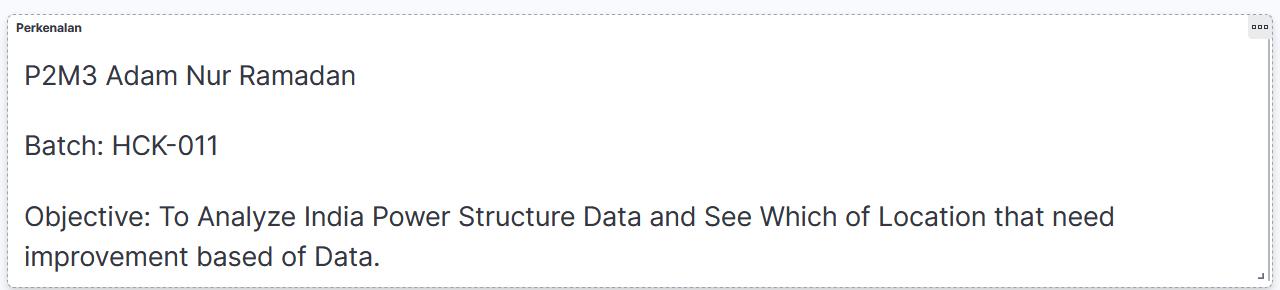 Perkenalan
P2M3 Adam Nur Ramadan
Batch: HCK-011
Objective: To Analyze India Power Structure Data and See Which of Location that need
improvement based of Data.